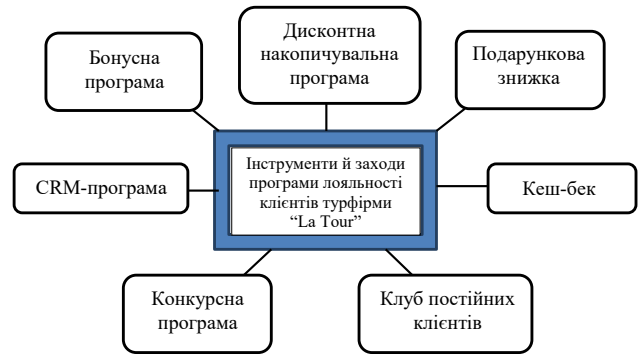 Бонусна
програма
Дисконтна
накопичувальна
програма
Подарункова
знижка
CRM-програма
Інструменти й заходи
програми лояльності
клієнтів турфірми
“La Tour”
Кеш-бек
Конкурсна
програма
Клуб постійних
клієнтів